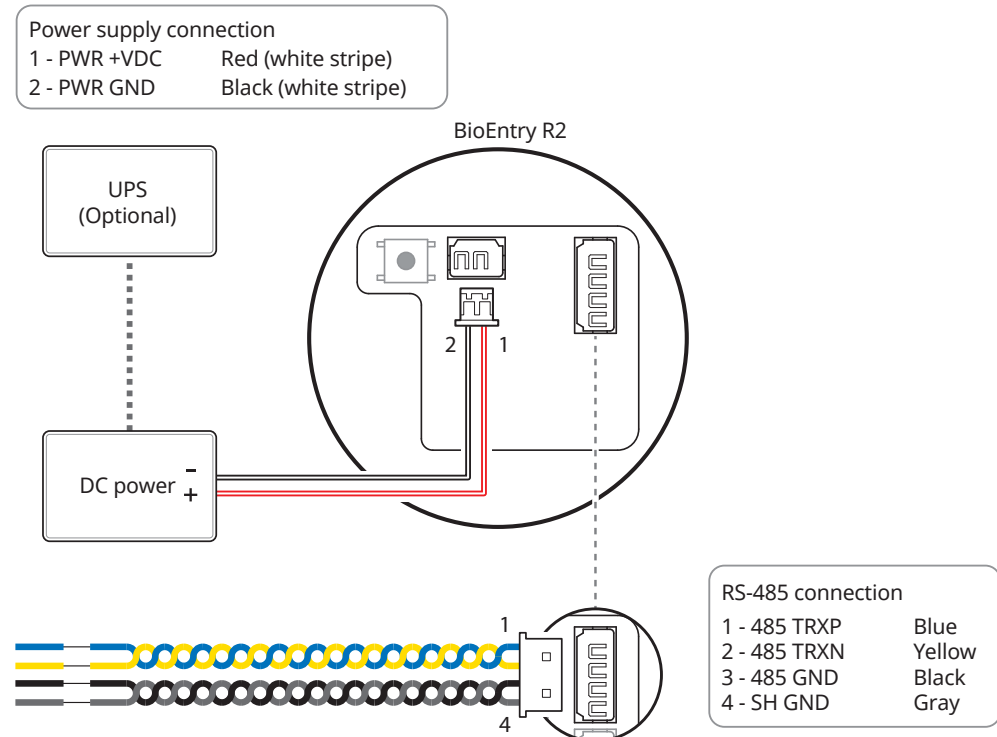 Power supply connection
1 - PWR +VDC Red (white stripe)
2 - PWR GND Black (white stripe)
BioEntry R2
UPS
(Optional)
2 1
DC power - +
RS-485 connection
1 - 485 TRXP Blue
2 - 485 TRXN Yellow
3 - 485 GND Black
4 - SH GND Gray
1
4